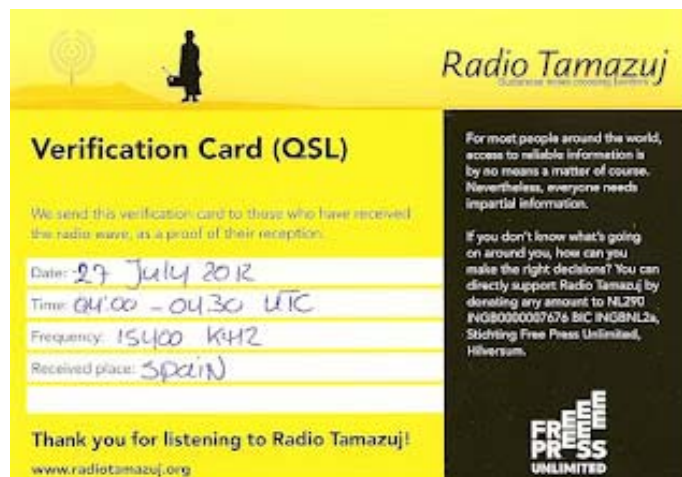 Radio Tamazuj
Sudanese voices crossing borders
Verification Card (QSL)
We send this verification card to those who have received
the radio wave, as a proof of their reception.
Date: 27 July 2012
Time: 04:00 - 04.30 UTC
Frequency: 15400 KHZ
Received place: SPAIN
Thank you for listening to Radio Tamazuj!
www.radiotamazuj.org
For most people around the world,
access to reliable information is
by no means a matter of course.
Nevertheless, everyone needs
impartial information.
If you don't know what's going
on around you, how can you
make the right decisions? You can
directly support Radio Tamazuj by
donating any amount to NL290
INGB0000007676 BIC INGBNL2a,
Stichting Free Press Unlimited,
Hilversum.
FREEEEE
PRESS
UNLIMITED